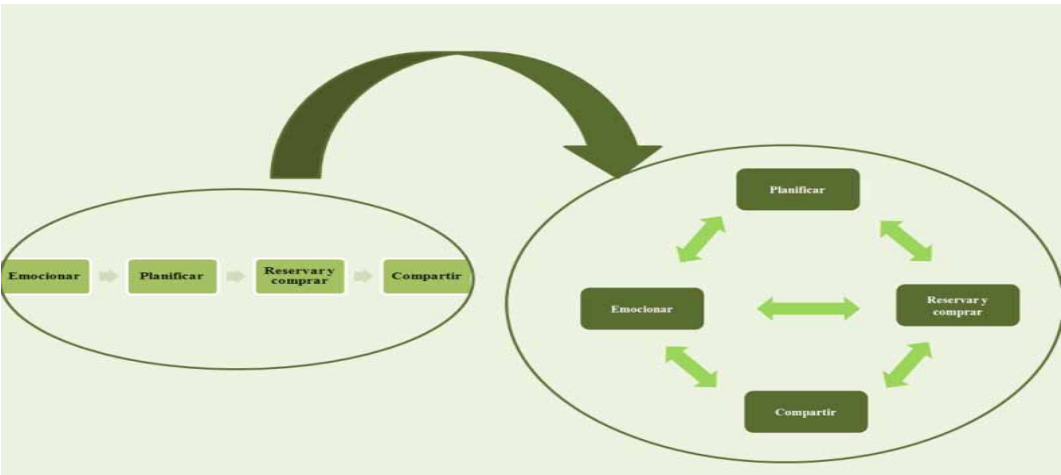 Emocionar
Planificar
Reservar y
comprar
Compartir
Planificar
Emocionar
Reservar y
comprar
Compartir